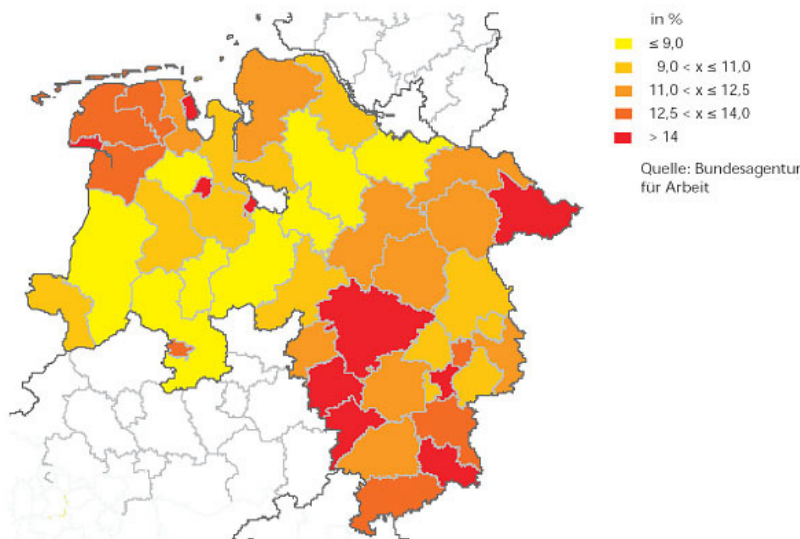 in %
≤ 9,0
9,0 < x ≤ 11,0
11,0 < x ≤ 12,5
12,5 < x ≤ 14,0
> 14
Quelle: Bundesagentur
für Arbeit